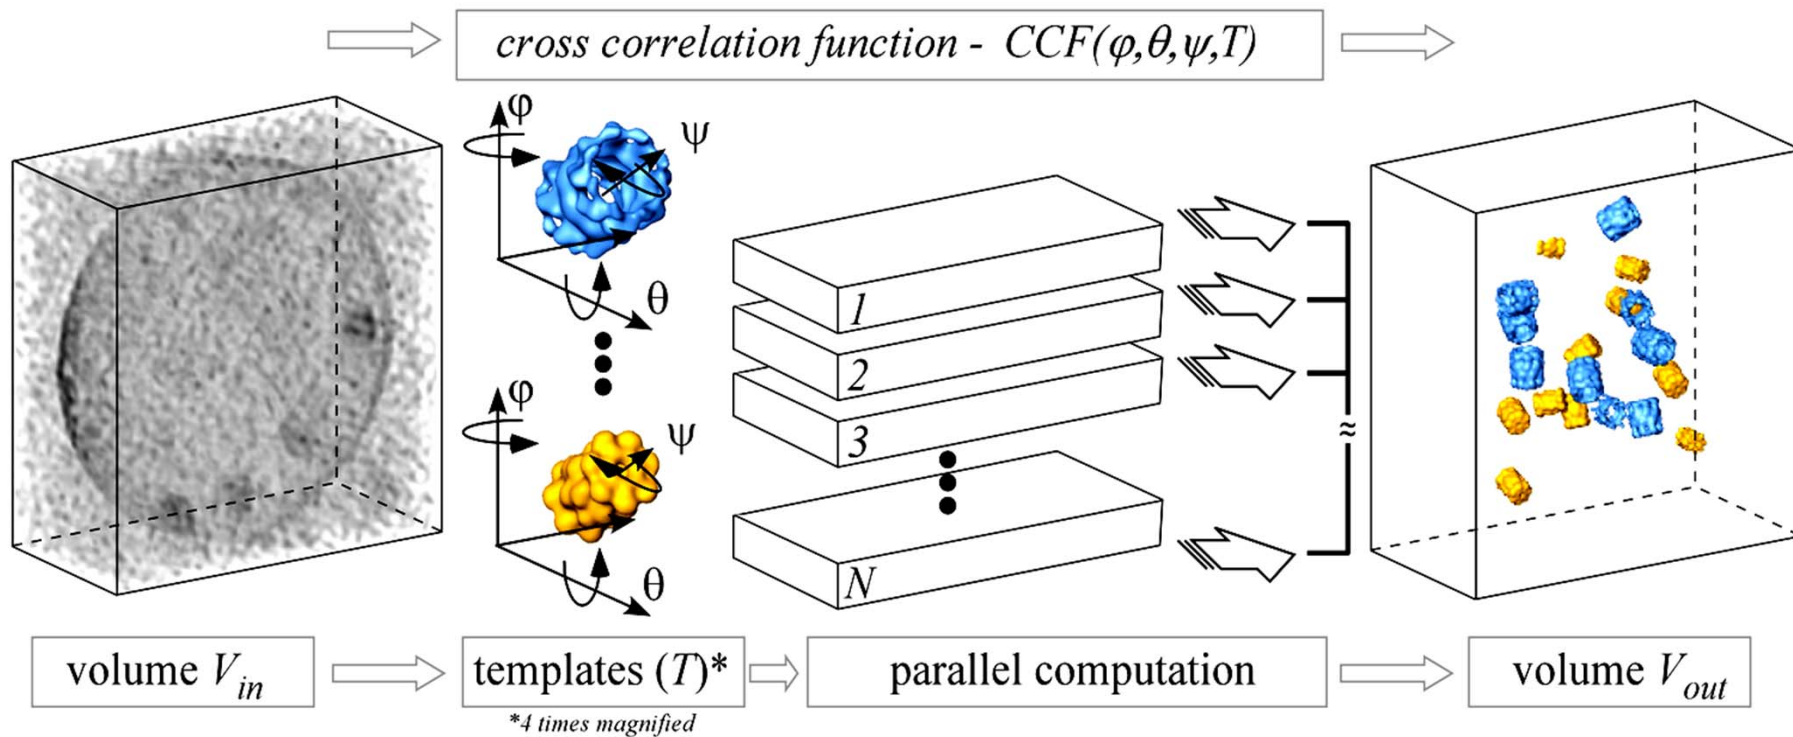 cross correlation function - CCF(φ,θ,ψ,T)
φ
ψ
θ
φ
ψ
θ
1
2
3
N
≈
volume V_in
templates (T)*
parallel computation
volume V_out
*4 times magnified